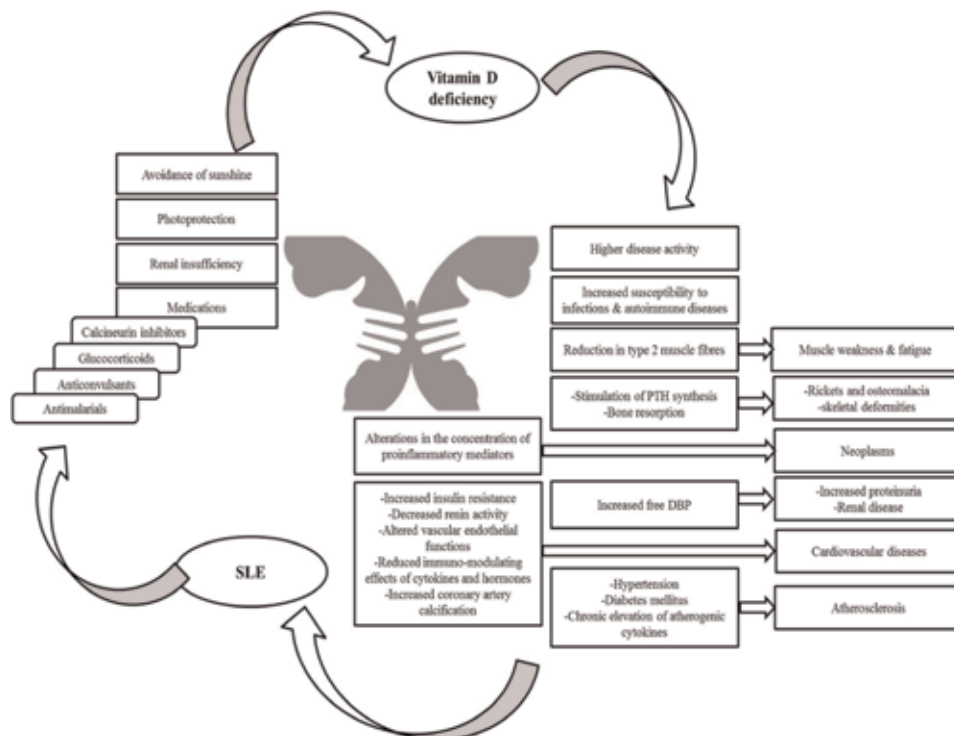 Vitamin D
deficiency
Avoidance of sunshine
Photoprotection
Renal insufficiency
Medications
Calcineurin inhibitors
Glucocorticoids
Anticonvulsants
Antimalarials
SLE
Higher disease activity
Increased susceptibility to
infections & autoimmune diseases
Reduction in type 2 muscle fibres
Muscle weakness & fatigue
-Stimulation of PTH synthesis
-Bone resorption
-Rickets and osteomalacia
-skeletal deformities
Alterations in the concentration of
proinflammatory mediators
Neoplasms
-Increased insulin resistance
-Decreased renin activity
-Altered vascular endothelial
functions
-Reduced immuno-modulating
effects of cytokines and hormones
-Increased coronary artery
calcification
Increased free DBP
-Increased proteinuria
-Renal disease
Cardiovascular diseases
-Hypertension
-Diabetes mellitus
-Chronic elevation of atherogenic
cytokines
Atherosclerosis